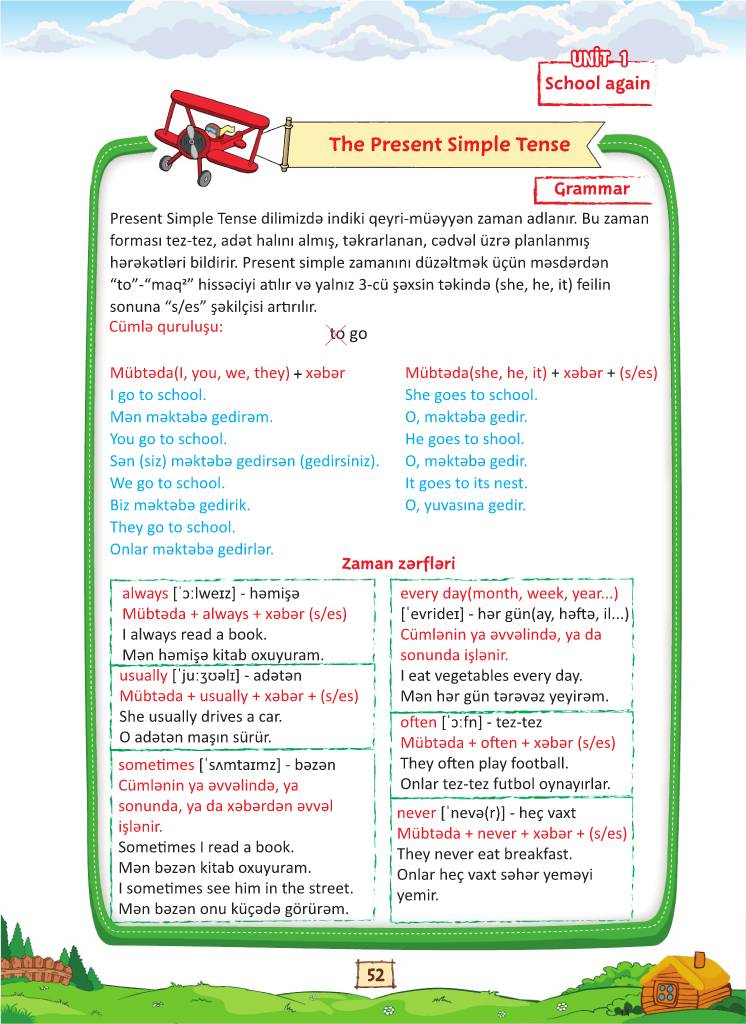 UNİT 1
School again
The Present Simple Tense
Grammar
Present Simple Tense dilimizdə indiki qeyri-müəyyən zaman adlanır. Bu zaman
forması tez-tez, adət halını almış, təkrarlanan, cədvəl üzrə planlanmış
hərəkətləri bildirir. Present simple zamanını düzəltmək üçün məsdərdən
“to”-“maq²” hissəciyi atılır və yalnız 3-cü şəxsin təkində (she, he, it) feilin
sonuna “s/es” şəkilçisi artırılır.
Cümlə quruluşu:
to go
Mübtəda(I, you, we, they) + xəbər
I go to school.
Mən məktəbə gedirəm.
You go to school.
Sən (siz) məktəbə gedirsən (gedirsiniz).
We go to school.
Biz məktəbə gedirik.
They go to school.
Onlar məktəbə gedirlər.
Mübtəda(she, he, it) + xəbər + (s/es)
She goes to school.
O, məktəbə gedir.
He goes to shool.
O, məktəbə gedir.
It goes to its nest.
O, yuvasına gedir.
Zaman zərfləri
always [ˈɔːlweɪz] - həmişə
Mübtəda + always + xəbər (s/es)
I always read a book.
Mən həmişə kitab oxuyuram.
usually [ˈjuːʒʊəlɪ] - adətən
Mübtəda + usually + xəbər + (s/es)
She usually drives a car.
O adətən maşın sürür.
sometimes [ˈsʌmtaɪmz] - bəzən
Cümlənin ya əvvəlində, ya
sonunda, ya da xəbərdən əvvəl
işlənir.
Sometimes I read a book.
Mən bəzən kitab oxuyuram.
I sometimes see him in the street.
Mən bəzən onu küçədə görürəm.
every day(month, week, year...)
[ˈevrideɪ] - hər gün(ay, həftə, il...)
Cümlənin ya əvvəlində, ya da
sonunda işlənir.
I eat vegetables every day.
Mən hər gün tərəvəz yeyirəm.
often [ˈɔːfn] - tez-tez
Mübtəda + often + xəbər (s/es)
They often play football.
Onlar tez-tez futbol oynayırlar.
never [ˈnevə(r)] - heç vaxt
Mübtəda + never + xəbər + (s/es)
They never eat breakfast.
Onlar heç vaxt səhər yeməyi
yemir.
52